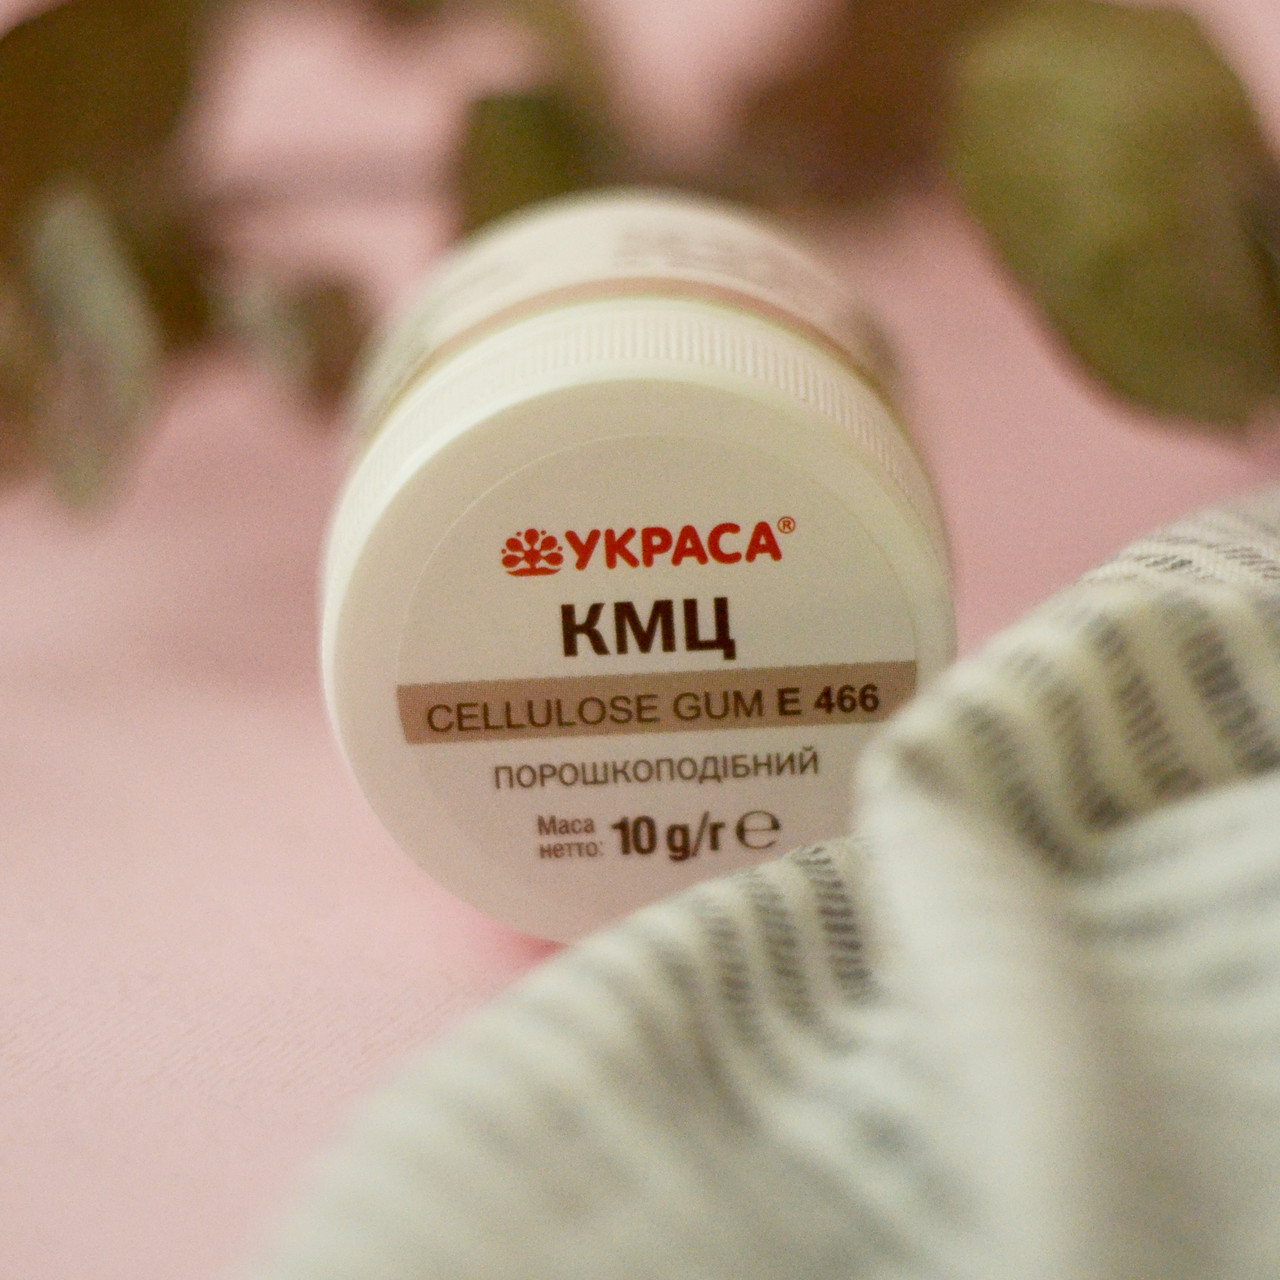 УКРАСА®
КМЦ
CELLULOSE GUM E 466
ПОРОШКОПОДІБНИЙ
Маса
нетто: 10 g/г ℮